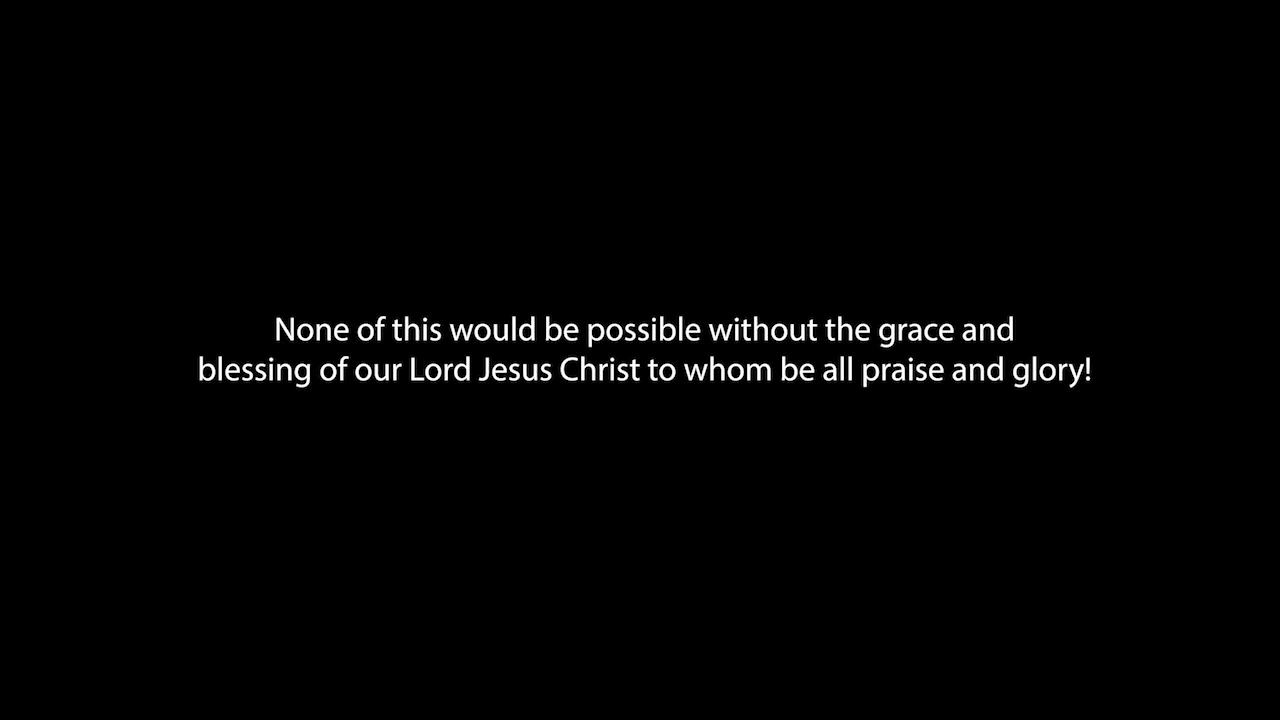 None of this would be possible without the grace and
blessing of our Lord Jesus Christ to whom be all praise and glory!